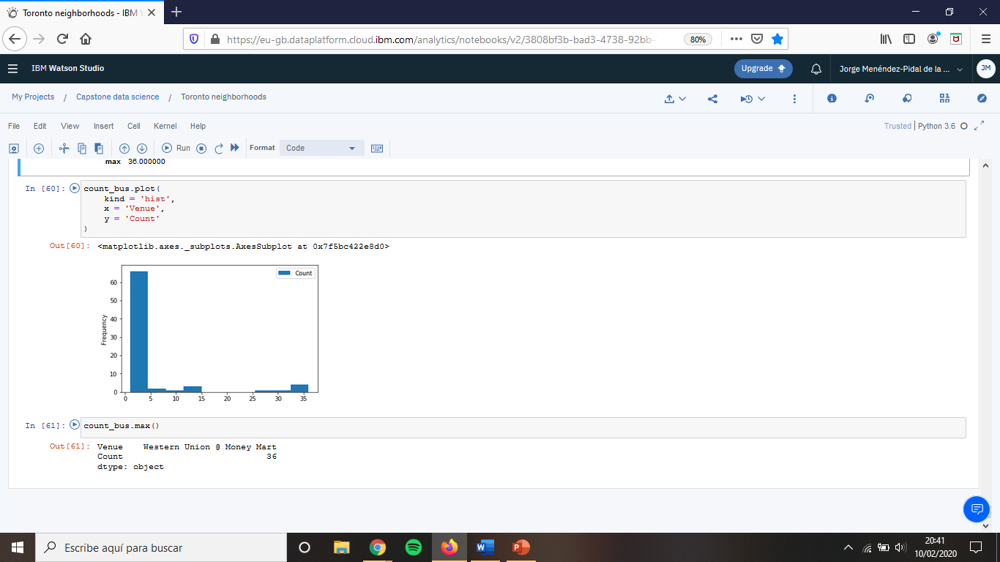 Toronto neighborhoods - IBM W
https://eu-gb.dataplatform.cloud.ibm.com/analytics/notebooks/v2/3808bf3b-bad3-4738-92bb-
80%
IBM Watson Studio
Upgrade
Jorge Menéndez-Pidal de la ...
JM
My Projects / Capstone data science / Toronto neighborhoods
File Edit View Insert Cell Kernel Help
Trusted | Python 3.6
Run
Format
Code
max 36.000000
In [60]: count_bus.plot(
kind = 'hist',
x = 'Venue',
y = 'Count'
)
Out[60]: <matplotlib.axes._subplots.AxesSubplot at 0x7f5bc422e8d0>
Count
Frequency
60
50
40
30
20
10
0
0 5 10 15 20 25 30 35
In [61]: count_bus.max()
Out[61]: Venue Western Union @ Money Mart
Count 36
dtype: object
Escribe aquí para buscar
20:41
10/02/2020